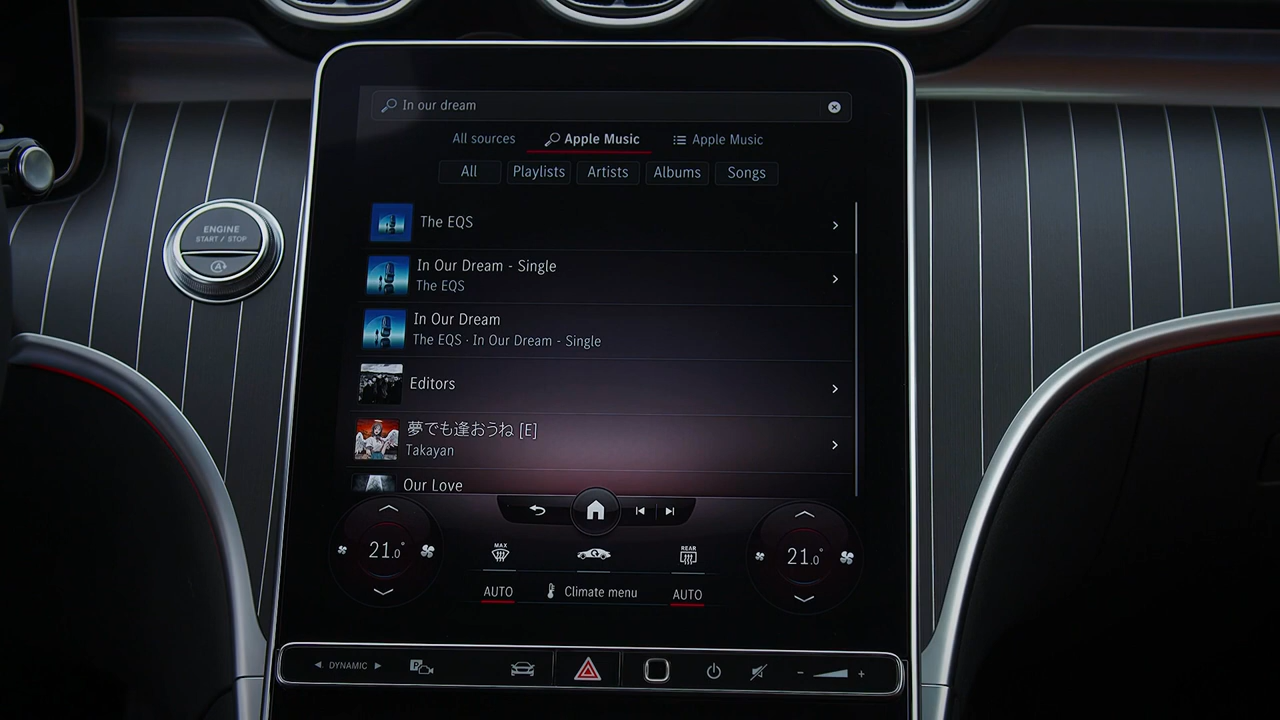 In our dream
All sources Apple Music Apple Music
All Playlists Artists Albums Songs
The EQS
In Our Dream - Single
The EQS
In Our Dream
The EQS · In Our Dream - Single
Editors
夢でも逢おうね [E]
Takayan
Our Love
ENGINE
START / STOP
A
MAX
REAR
21.0°
21.0°
AUTO Climate menu AUTO
DYNAMIC P
- +